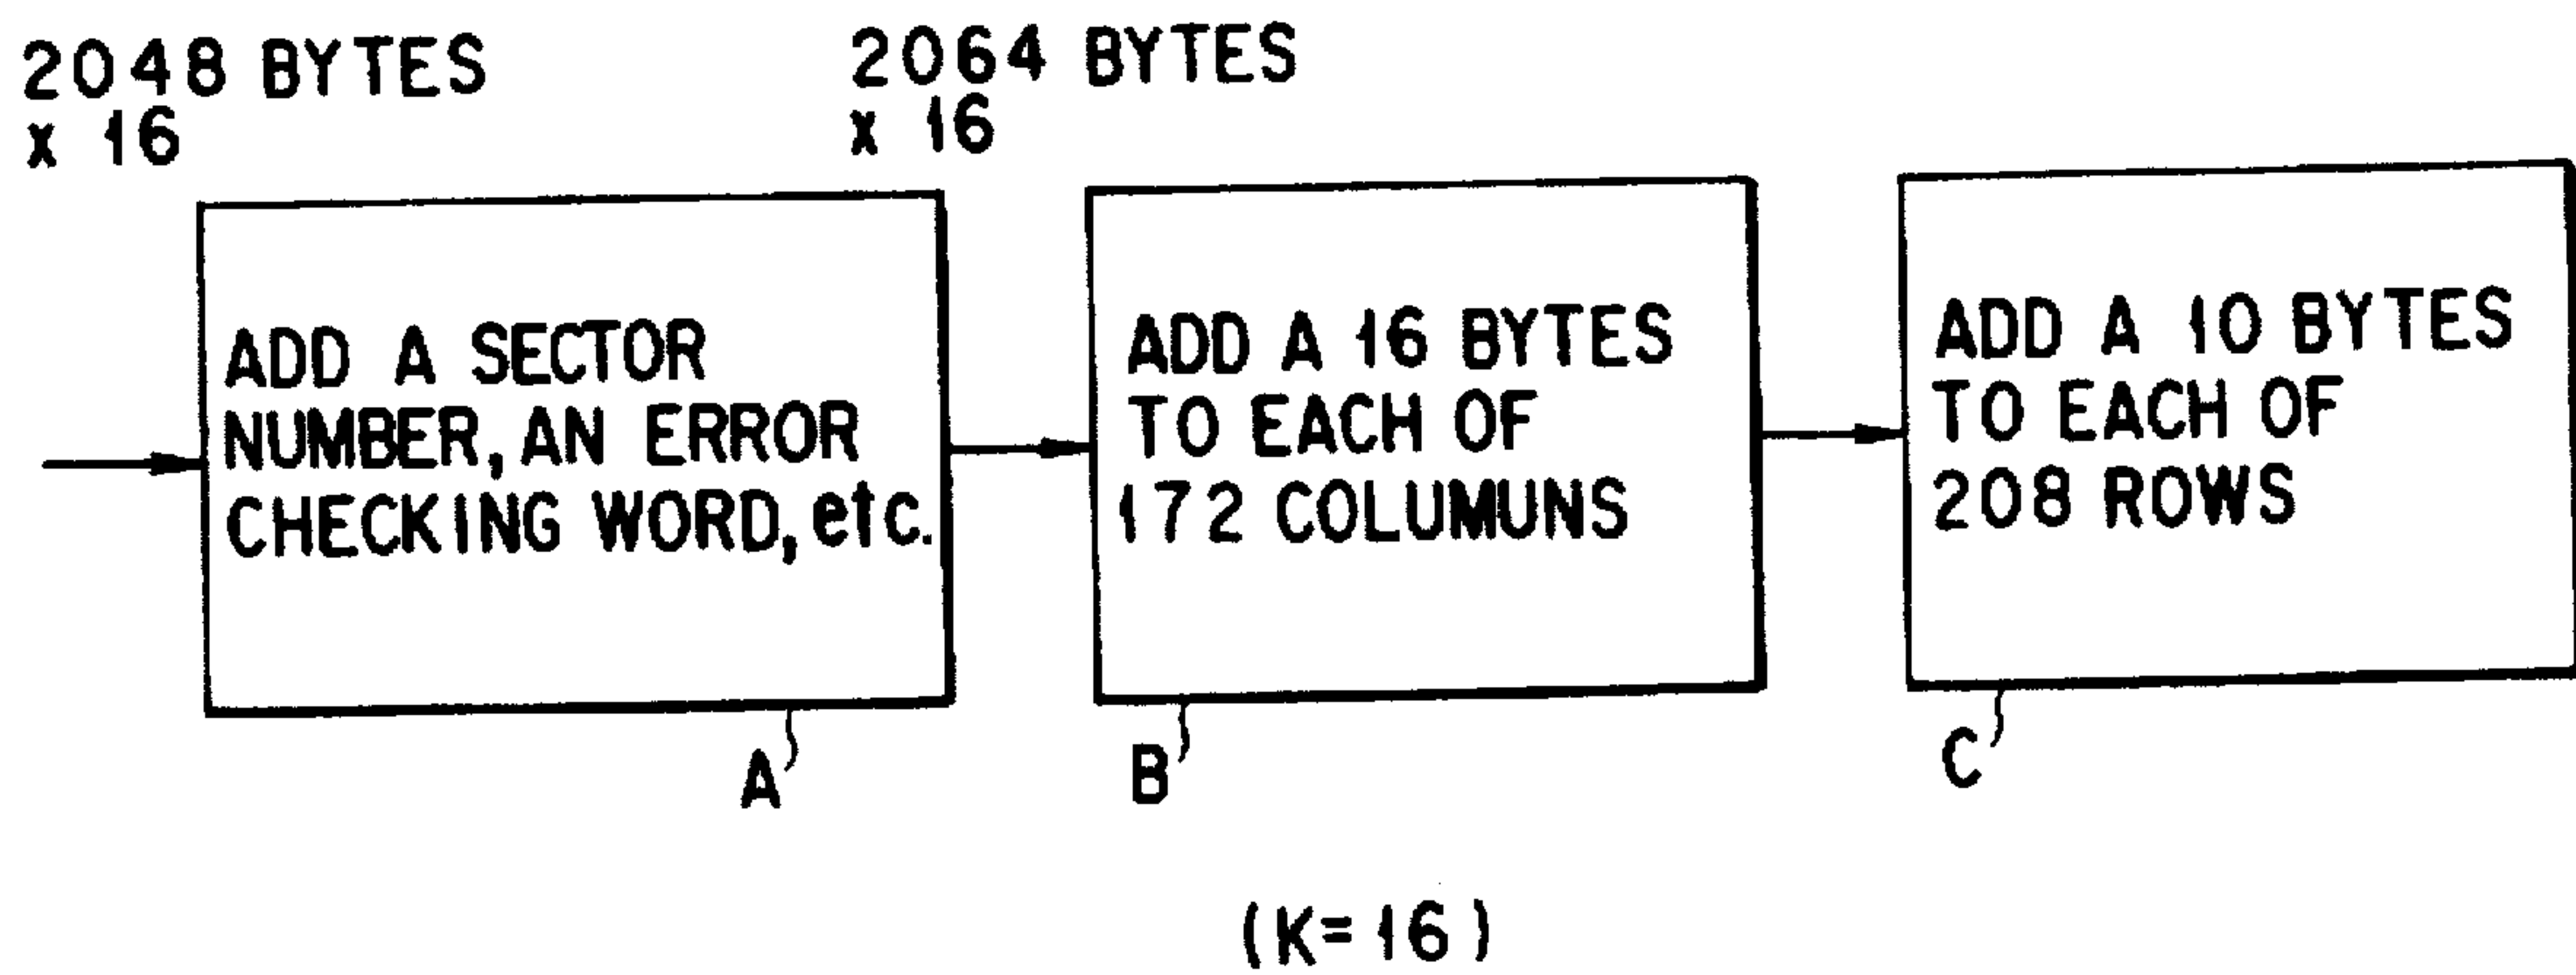 2048 BYTES
x 16
2064 BYTES
x 16
ADD A SECTOR
NUMBER, AN ERROR
CHECKING WORD, etc.
A
ADD A 16 BYTES
TO EACH OF
172 COLUMUNS
B
ADD A 10 BYTES
TO EACH OF
208 ROWS
C
(K=16)